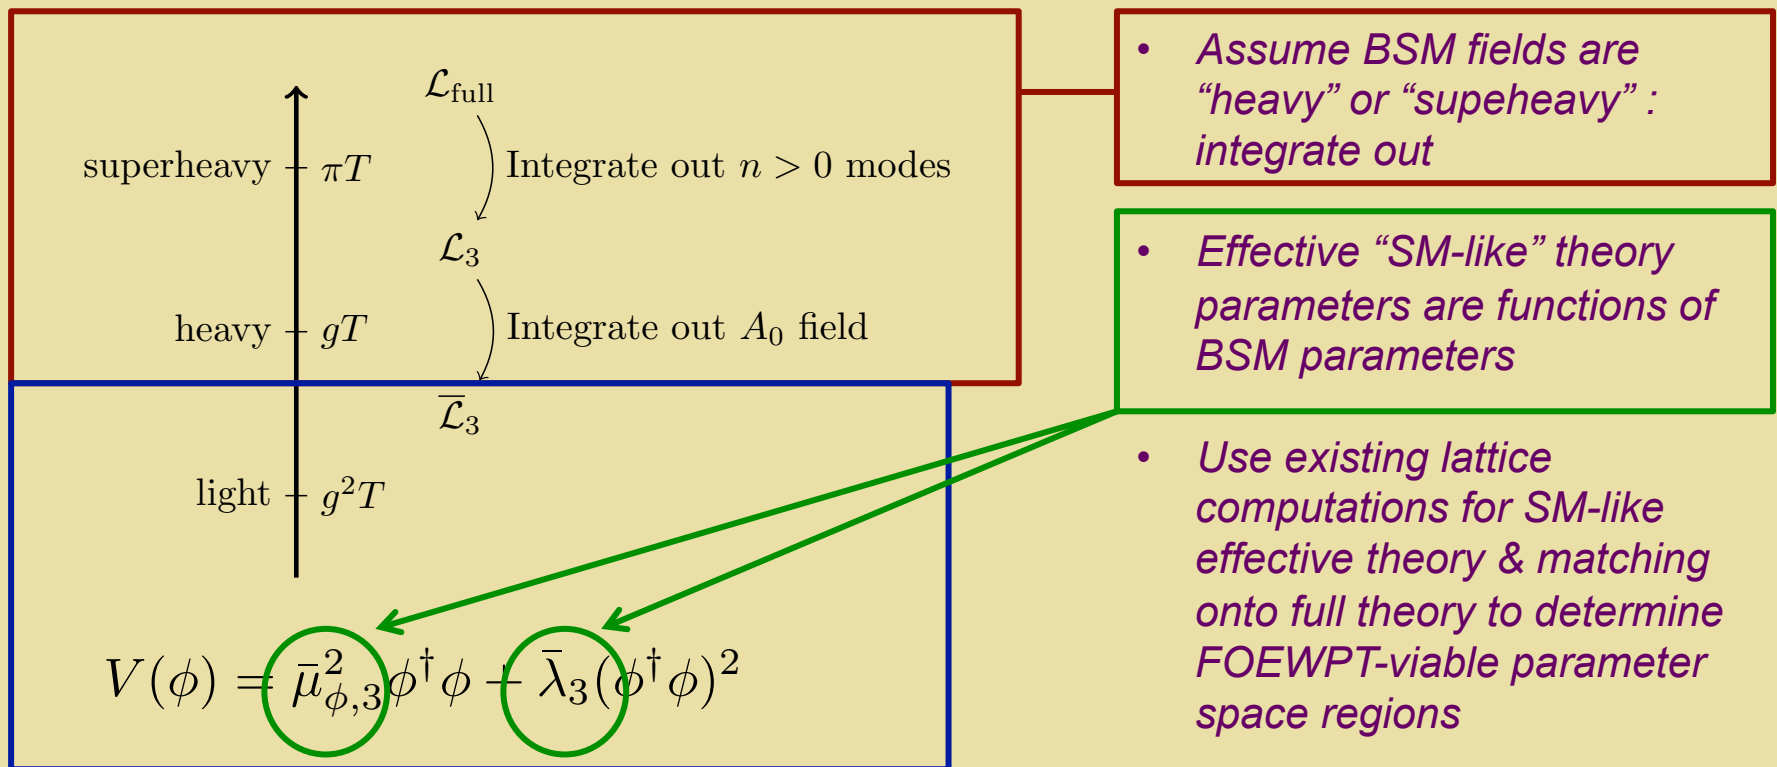 ℒ_full
superheavy πT Integrate out n > 0 modes
ℒ₃
heavy gT Integrate out A₀ field
ℒ̅₃
light g²T
V(ϕ) = μ̄²_{ϕ,3} ϕ†ϕ + λ̄₃(ϕ†ϕ)²
• Assume BSM fields are
“heavy” or “supeheavy” :
integrate out
• Effective “SM-like” theory
parameters are functions of
BSM parameters
• Use existing lattice
computations for SM-like
effective theory & matching
onto full theory to determine
FOEWPT-viable parameter
space regions